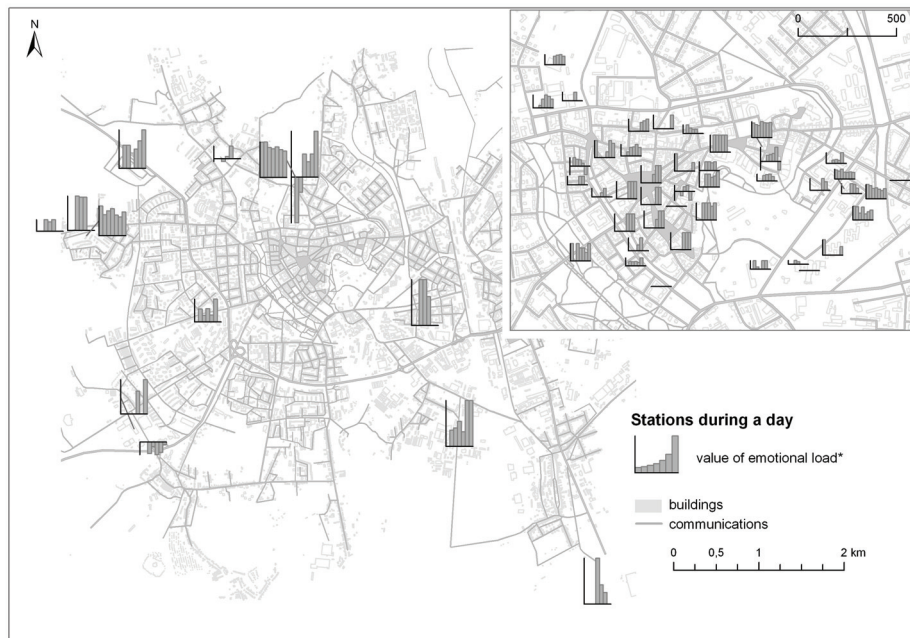 N
0 500
Stations during a day
value of emotional load*
buildings
communications
0 0,5 1 2 km